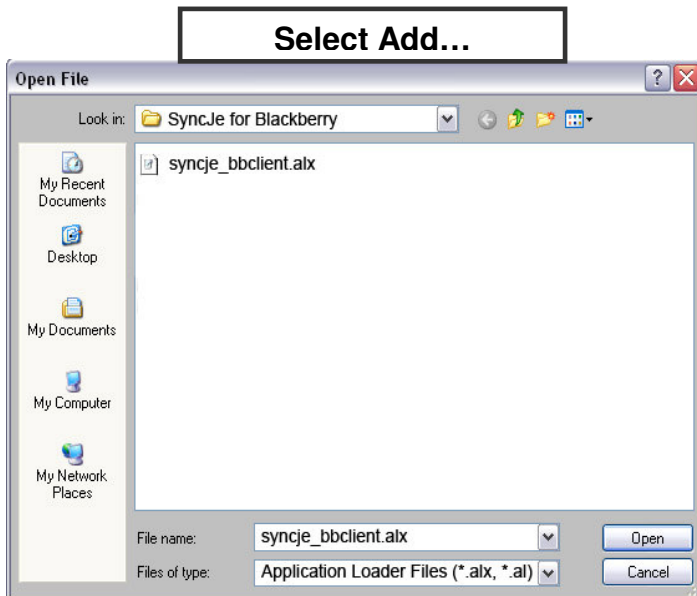 Select Add…
Open File
Look in: SyncJe for Blackberry
syncje_bbclient.alx
My Recent
Documents
Desktop
My Documents
My Computer
My Network
Places
File name: syncje_bbclient.alx Open
Files of type: Application Loader Files (*.alx, *.al) Cancel